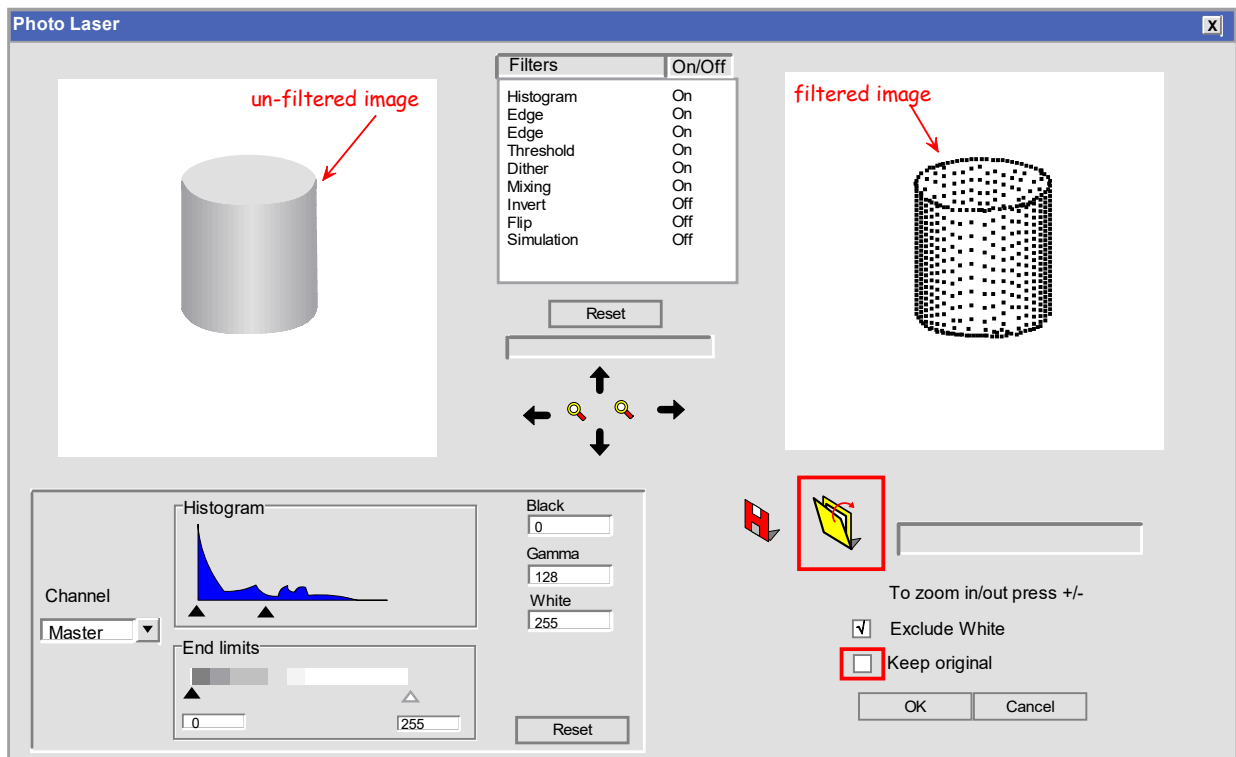 Photo Laser X
un-filtered image
Filters On/Off
Histogram On
Edge On
Edge On
Threshold On
Dither On
Mixing On
Invert Off
Flip Off
Simulation Off
Reset
filtered image
Channel
Master
Histogram
End limits
0 255
Black
0
Gamma
128
White
255
Reset
To zoom in/out press +/-
√ Exclude White
Keep original
OK Cancel